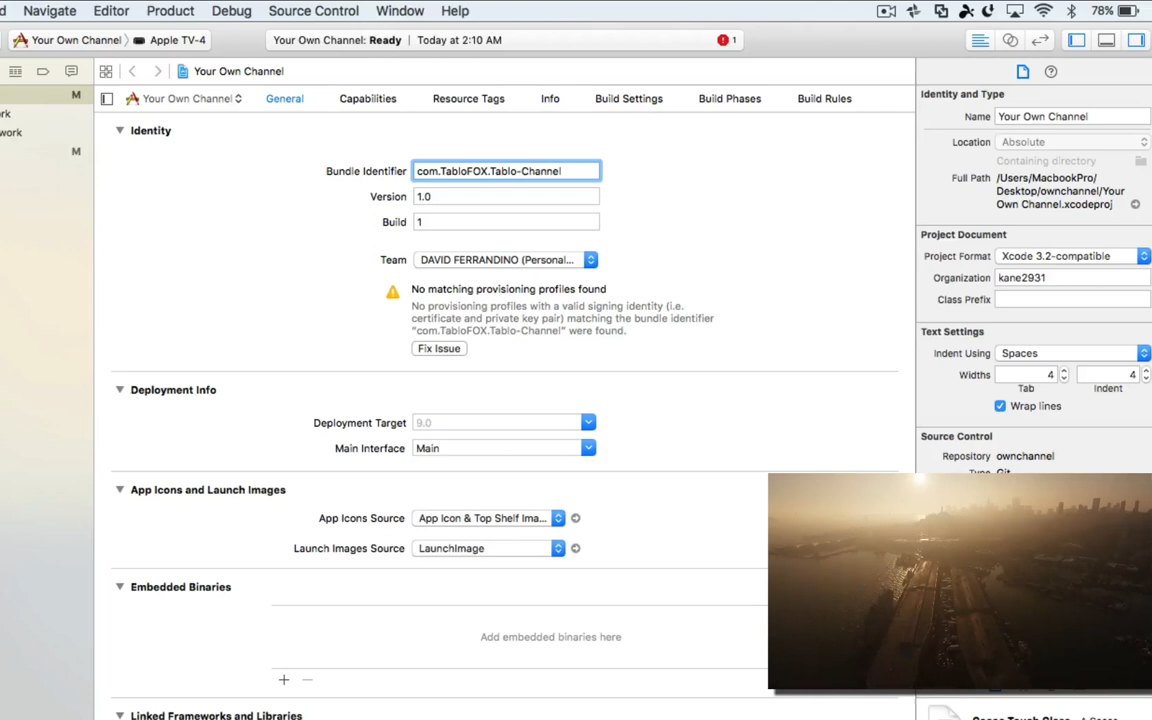 d Navigate Editor Product Debug Source Control Window Help 78%
Your Own Channel Apple TV-4 Your Own Channel: Ready | Today at 2:10 AM 1
Your Own Channel
M Your Own Channel General Capabilities Resource Tags Info Build Settings Build Phases Build Rules
rk
work
M
Identity
Bundle Identifier com.TabloFOX.Tablo-Channel
Version 1.0
Build 1
Team DAVID FERRANDINO (Personal...
No matching provisioning profiles found
No provisioning profiles with a valid signing identity (i.e.
certificate and private key pair) matching the bundle identifier
“com.TabloFOX.Tablo-Channel” were found.
Fix Issue
Deployment Info
Deployment Target 9.0
Main Interface Main
App Icons and Launch Images
App Icons Source App Icon & Top Shelf Ima...
Launch Images Source LaunchImage
Embedded Binaries
Add embedded binaries here
Linked Frameworks and Libraries
Identity and Type
Name Your Own Channel
Location Absolute
Containing directory
Full Path /Users/MacbookPro/
Desktop/ownchannel/Your
Own Channel.xcodeproj
Project Document
Project Format Xcode 3.2-compatible
Organization kane2931
Class Prefix
Text Settings
Indent Using Spaces
Widths 4 4
Tab Indent
Wrap lines
Source Control
Repository ownchannel
Type Git